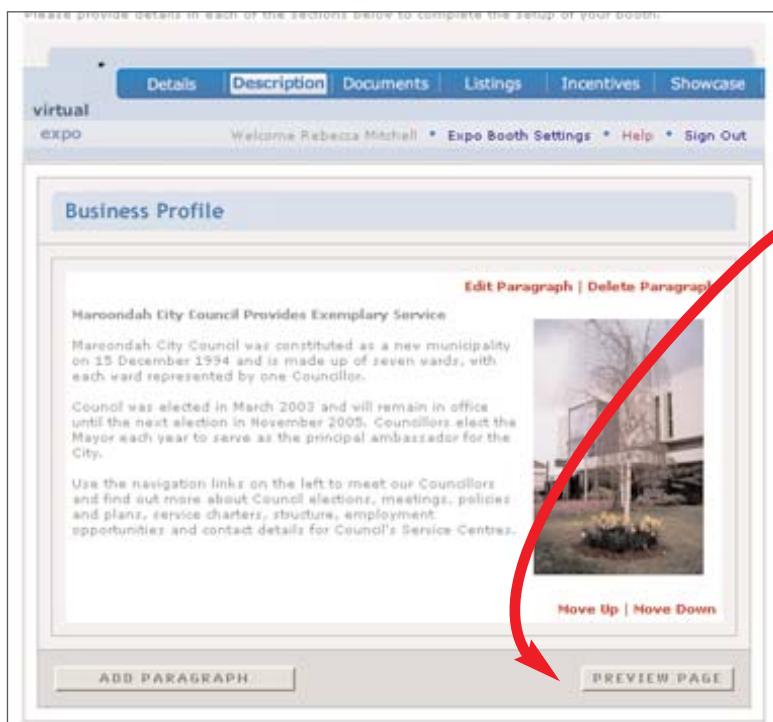 Please provide details in each of the sections below to complete the setup of your booth.
Details | Description | Documents | Listings | Incentives | Showcase
virtual
expo
Welcome Rebecca Mitchell • Expo Booth Settings • Help • Sign Out
Business Profile
Edit Paragraph | Delete Paragraph
Maroondah City Council Provides Exemplary Service
Maroondah City Council was constituted as a new municipality
on 15 December 1994 and is made up of seven wards, with
each ward represented by one Councillor.
Council was elected in March 2003 and will remain in office
until the next election in November 2005. Councillors elect the
Mayor each year to serve as the principal ambassador for the
City.
Use the navigation links on the left to meet our Councillors
and find out more about Council elections, meetings, policies
and plans, service charters, structure, employment
opportunities and contact details for Council's Service Centres.
Move Up | Move Down
ADD PARAGRAPH
PREVIEW PAGE